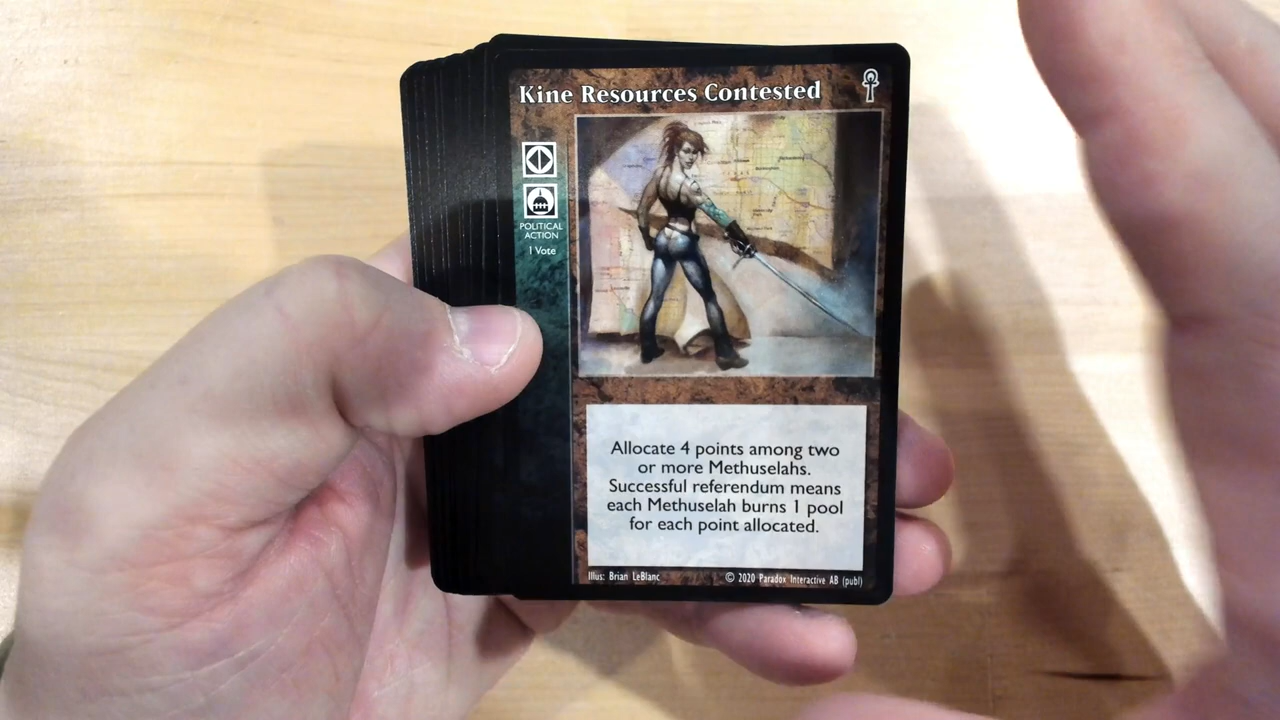 Kine Resources Contested
POLITICAL
ACTION
1 Vote
Allocate 4 points among two
or more Methuselahs.
Successful referendum means
each Methuselah burns 1 pool
for each point allocated.
Illus: Brian LeBlanc
© 2020 Paradox Interactive AB (publ)